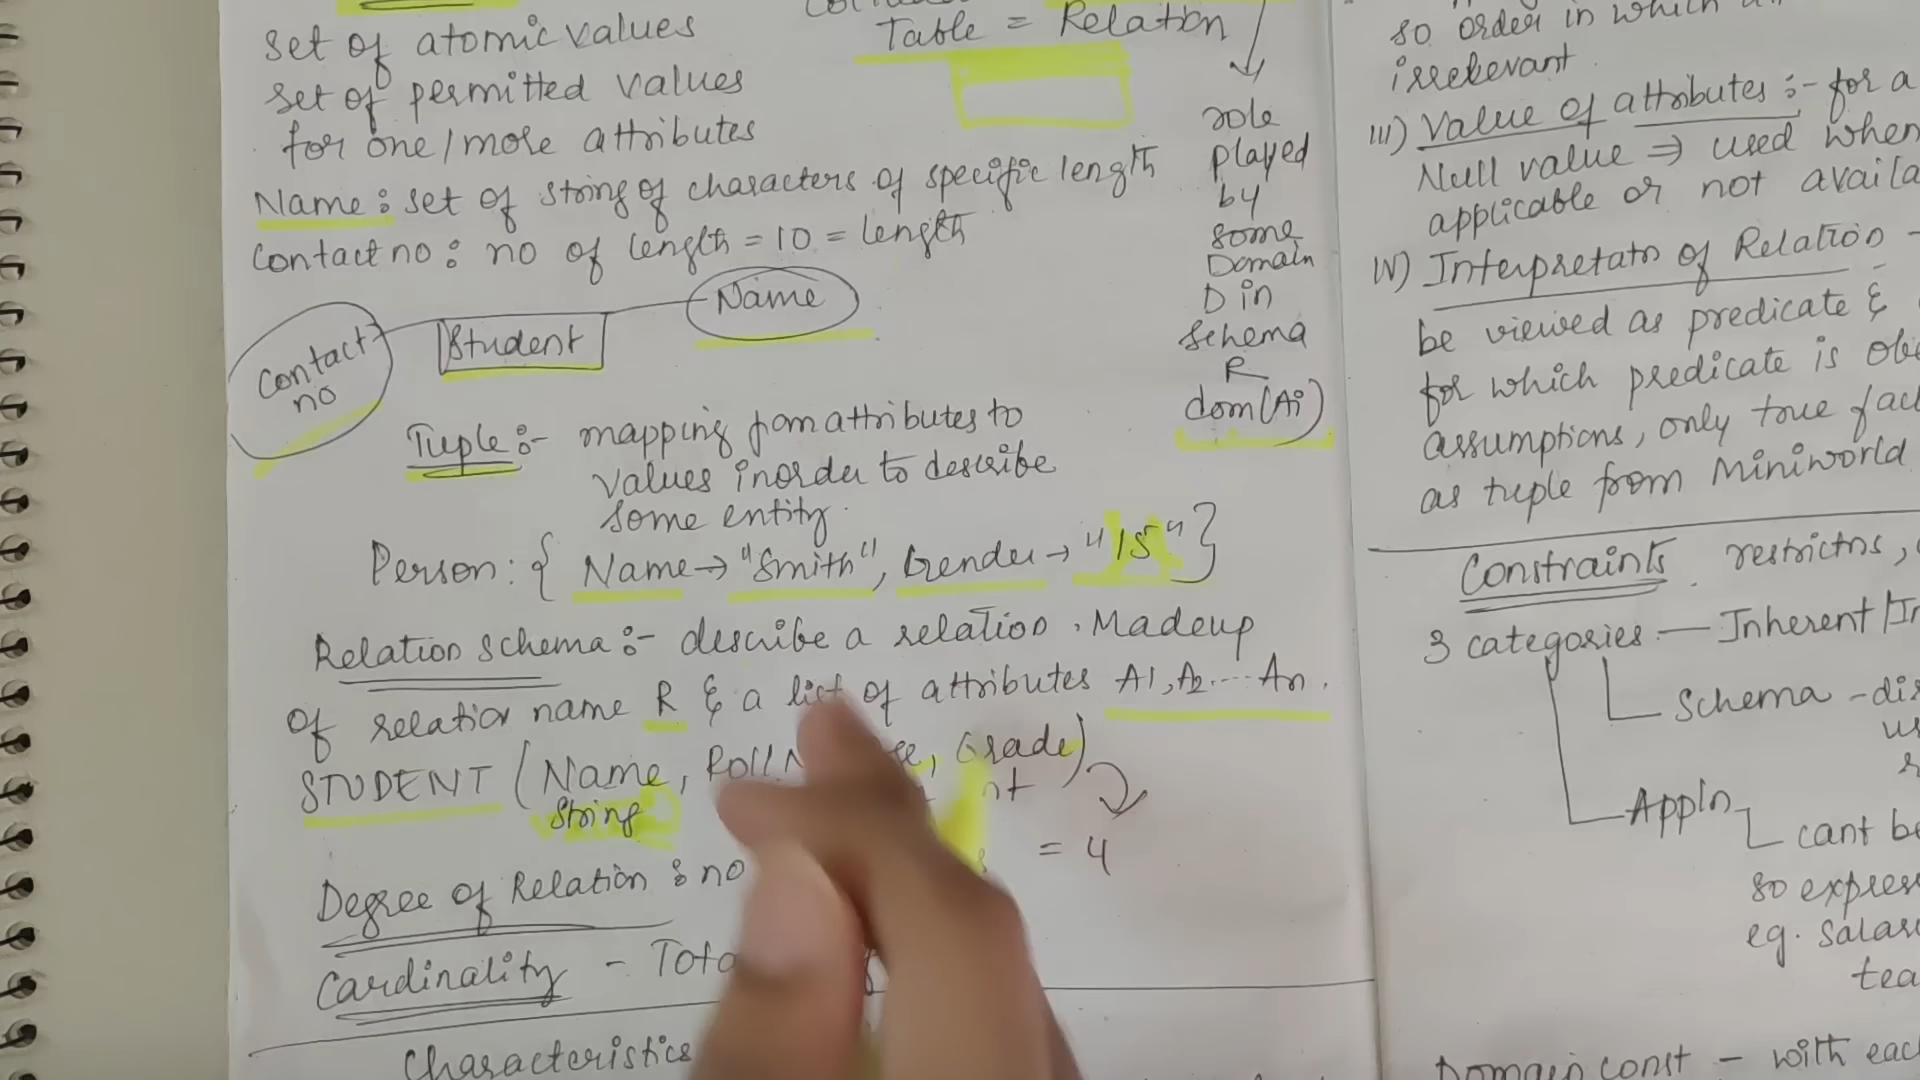 set of atomic values
set of permitted values
for one/more attributes
Name: set of string of characters of specific length
Contact no: no of length = 10 = length
Table = Relation
role
played
by
some
Domain
D in
Schema
R
dom(Ai)
Contact no
Student
Name
Tuple:- mapping from attributes to
values inorder to describe
some entity.
Person: { Name → "Smith", Gender → "15" }
Relation schema:- describe a relation. Madeup
of relation name R & a list of attributes A1, A2....An.
STUDENT (Name, Roll Grade)
String
= 4
Degree of Relation: no
Cardinality - Tota
Characteristics
so order in which
irrelevant
III) Value of attributes:- for a
Null value ⇒ used when
applicable or not availa
IV) Interpretatn of Relation -
be viewed as predicate &
for which predicate is obe
assumptions, only true fac
as tuple from Miniworld
Constraints restrictns,
3 categories — Inherent/I
Schema - di
us
Appln
cant be
so expres
eg. Salar
tea
Domain const - with eac